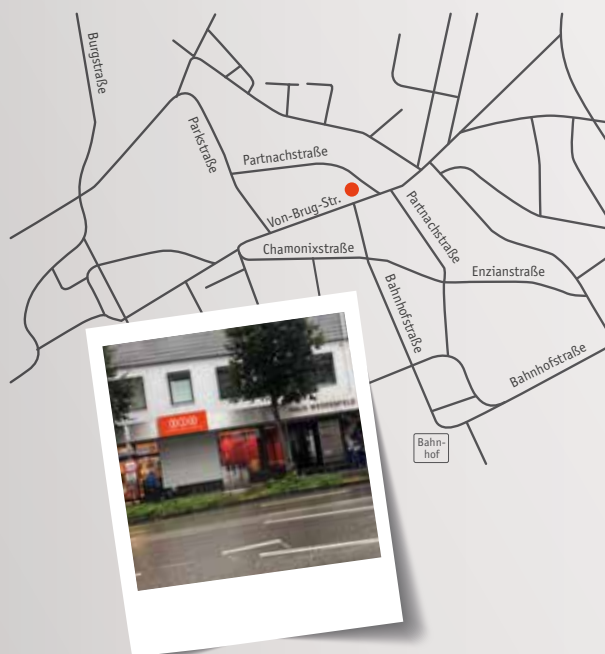 Burgstraße
Parkstraße
Partnachstraße
Von-Brug-Str.
Chamonixstraße
Partnachstraße
Enzianstraße
Bahnhofstraße
Bahnhofstraße
Bahn-
hof